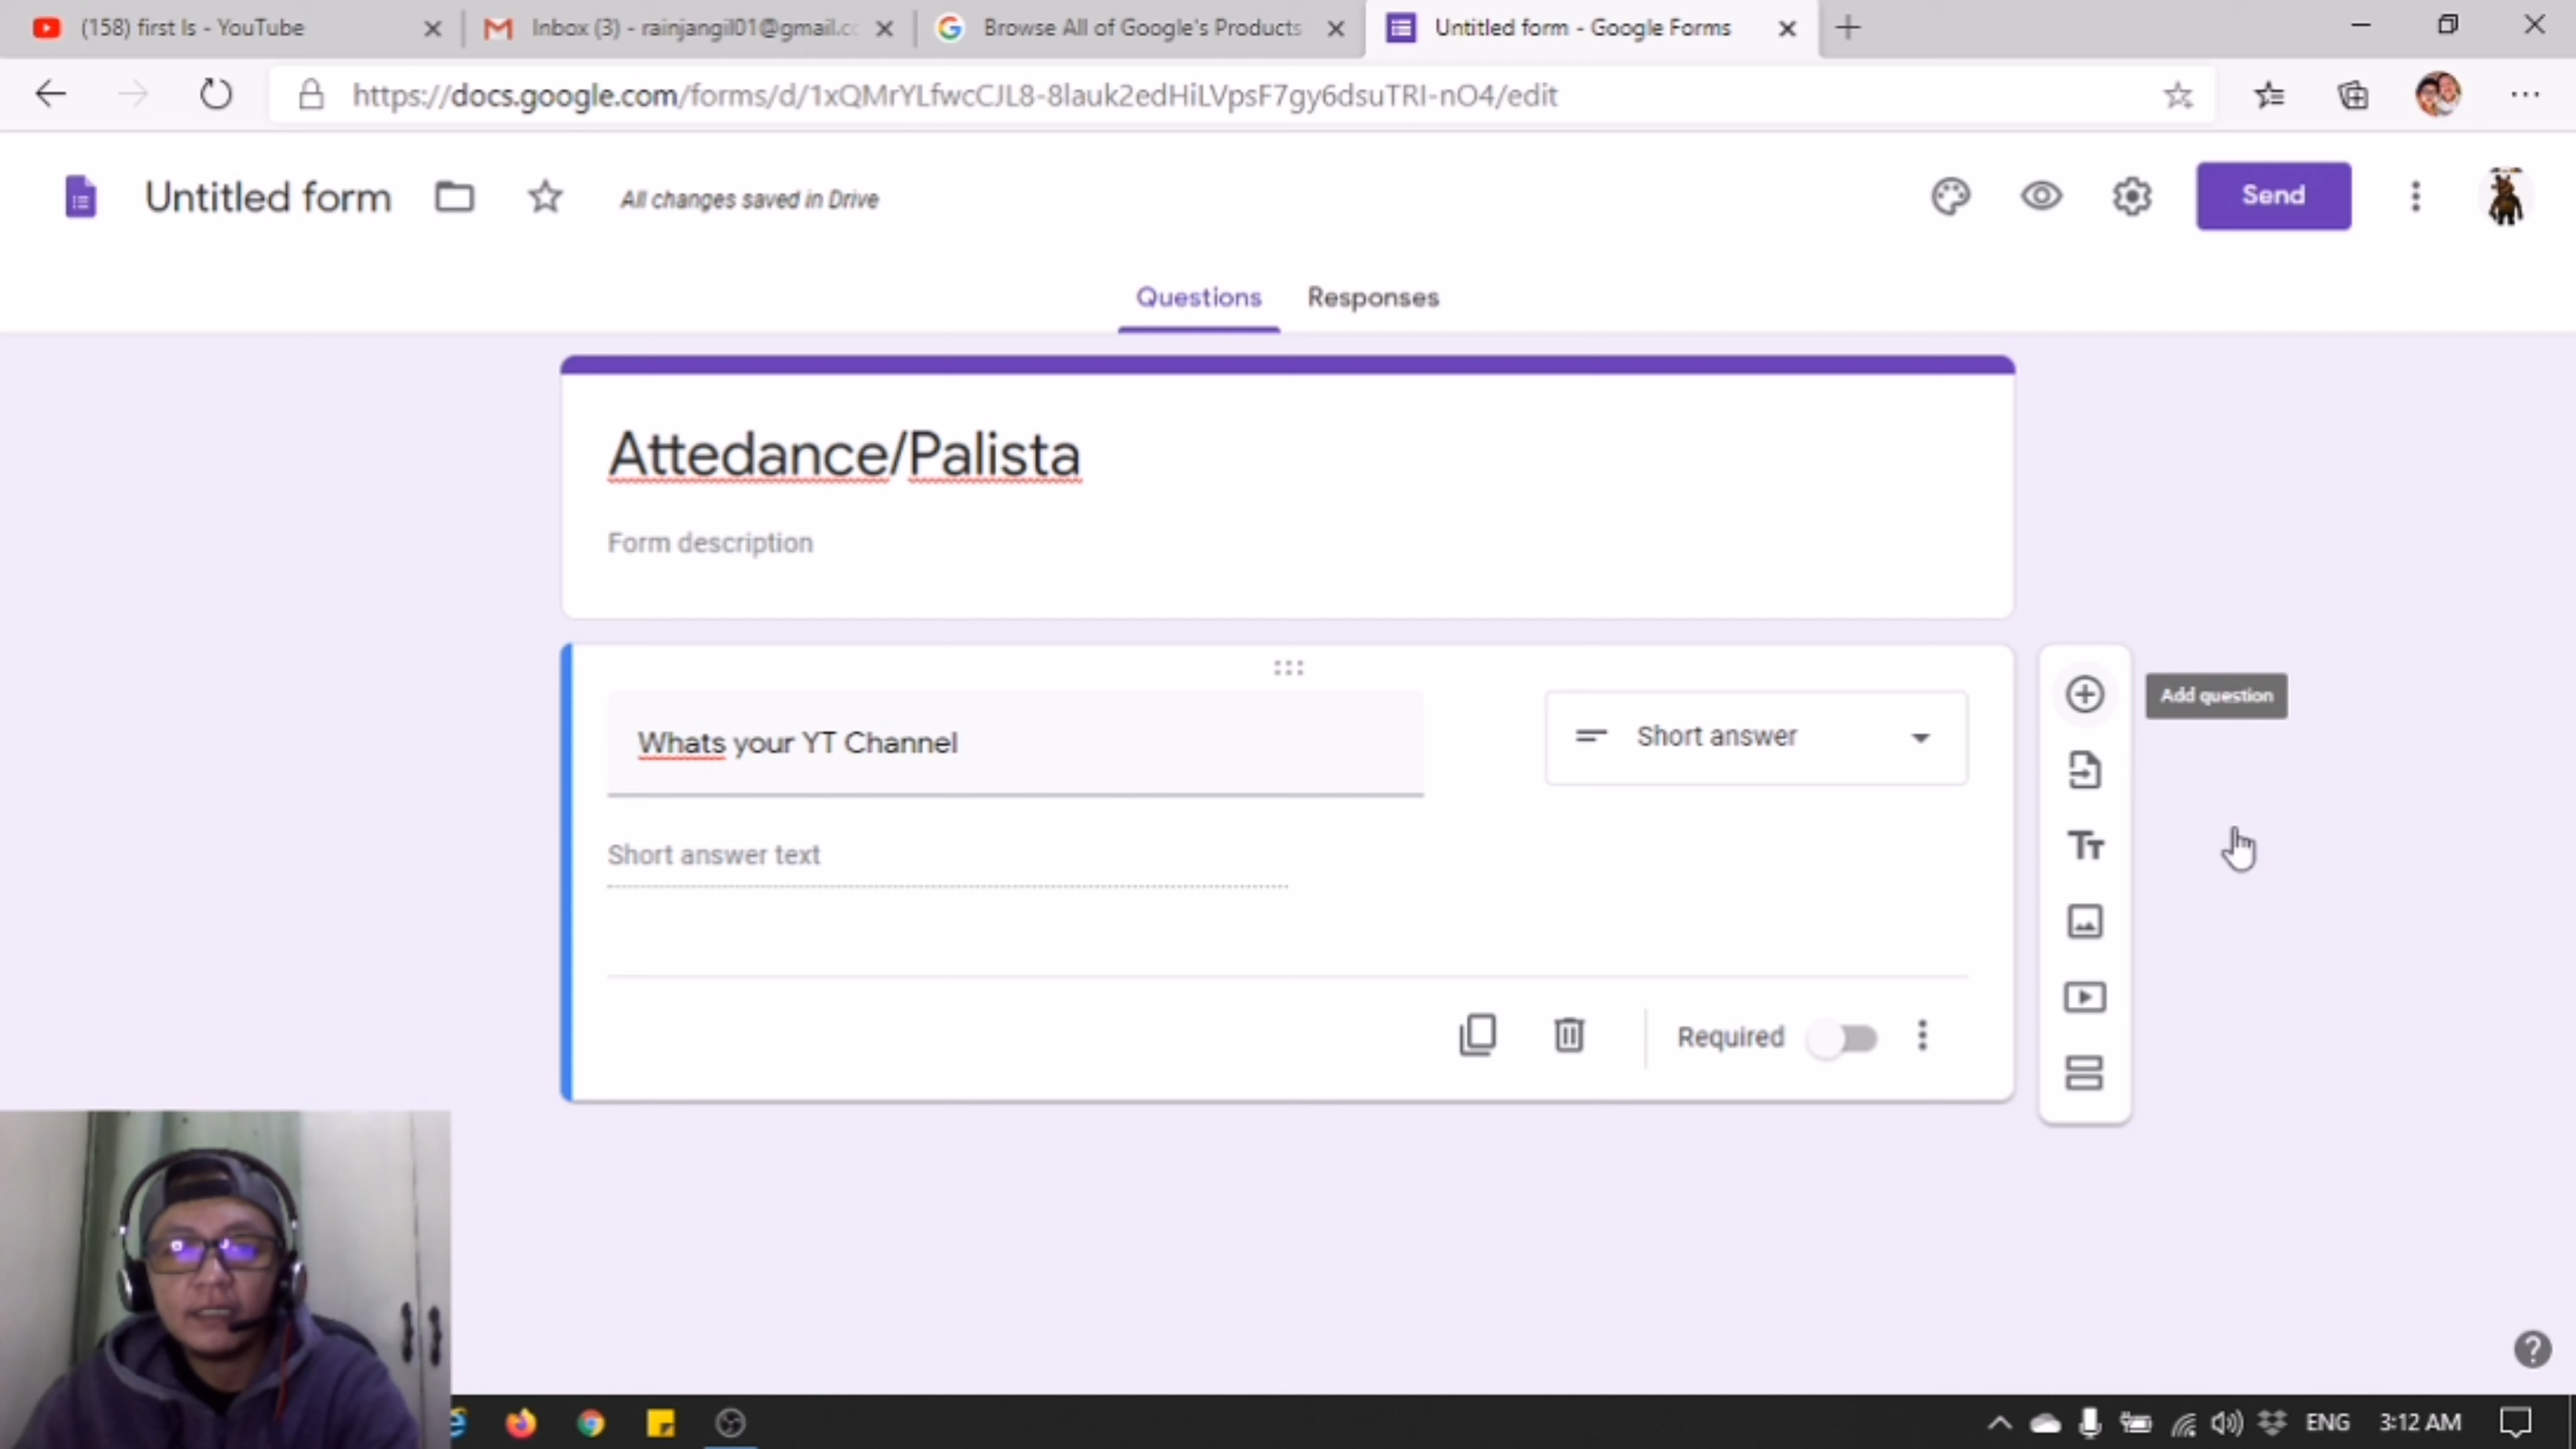 (158) first ls - YouTube
Inbox (3) - rainjangil01@gmail.cc
Browse All of Google's Products
Untitled form - Google Forms
https://docs.google.com/forms/d/1xQMrYLfwcCJL8-8lauk2edHiLVpsF7gy6dsuTRI-nO4/edit
Untitled form
All changes saved in Drive
Send
Questions
Responses
Attedance/Palista
Form description
Whats your YT Channel
Short answer
Add question
Short answer text
Required
ENG
3:12 AM